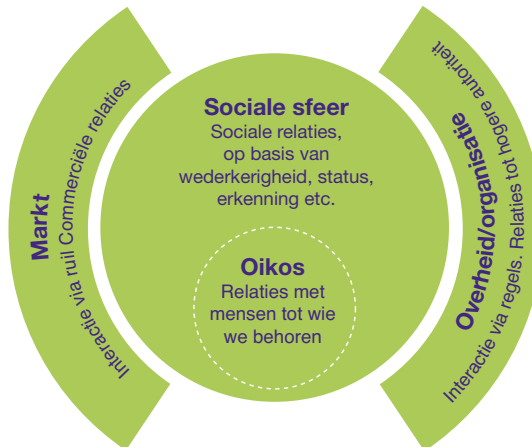 Markt
Interactie via ruil Commerciële relaties
Sociale sfeer
Sociale relaties,
op basis van
wederkerigheid, status,
erkenning etc.
Oikos
Relaties met
mensen tot wie
we behoren
Overheid/organisatie
Interactie via regels. Relaties tot hogere autoriteit